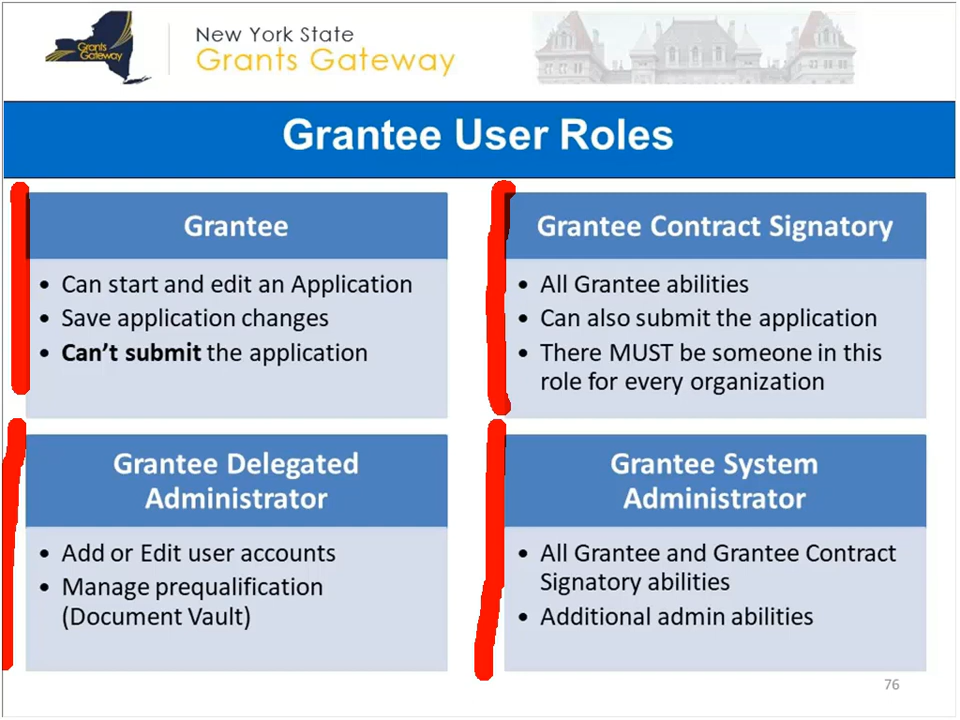 Grants
Gateway
New York State
Grants Gateway
Grantee User Roles
Grantee
• Can start and edit an Application
• Save application changes
• Can't submit the application
Grantee Contract Signatory
• All Grantee abilities
• Can also submit the application
• There MUST be someone in this
role for every organization
Grantee Delegated
Administrator
• Add or Edit user accounts
• Manage prequalification
(Document Vault)
Grantee System
Administrator
• All Grantee and Grantee Contract
Signatory abilities
• Additional admin abilities
76